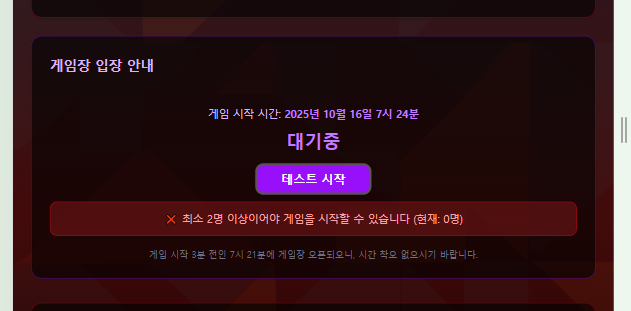 게임장 입장 안내
게임 시작 시간: 2025년 10월 16일 7시 24분
대기중
테스트 시작
× 최소 2명 이상이어야 게임을 시작할 수 있습니다 (현재: 0명)
게임 시작 3분 전인 7시 21분에 게임장 오픈되오니, 시간 착오 없으시기 바랍니다.